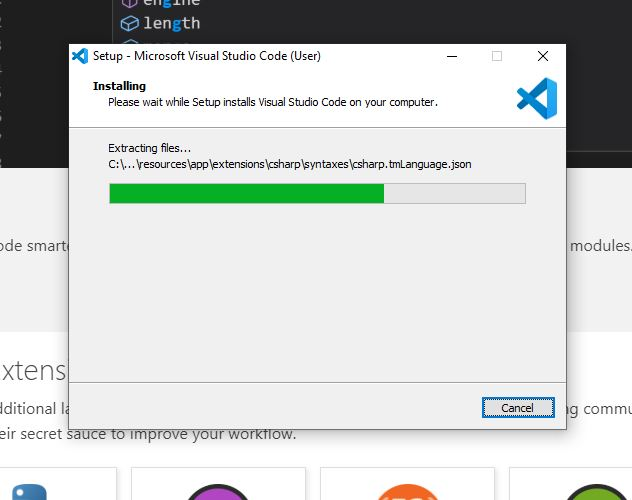 engine
length
Setup - Microsoft Visual Studio Code (User)
Installing
Please wait while Setup installs Visual Studio Code on your computer.
Extracting files...
C:\...\resources\app\extensions\csharp\syntaxes\csharp.tmLanguage.json
ode smart
modules.
xtensi
dditional la
ng commu
eir secret sauce to improve your workflow.
Cancel